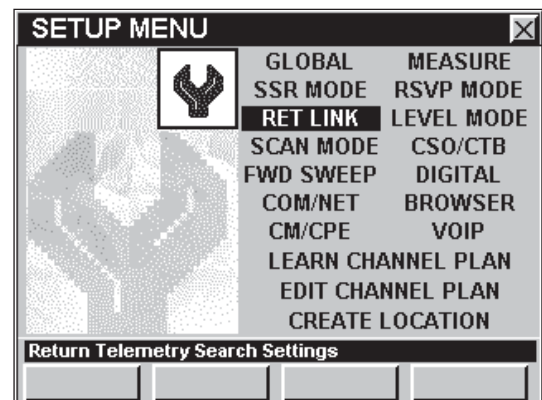 SETUP MENU
GLOBAL MEASURE
SSR MODE RSVP MODE
RET LINK LEVEL MODE
SCAN MODE CSO/CTB
FWD SWEEP DIGITAL
COM/NET BROWSER
CM/CPE VOIP
LEARN CHANNEL PLAN
EDIT CHANNEL PLAN
CREATE LOCATION
Return Telemetry Search Settings